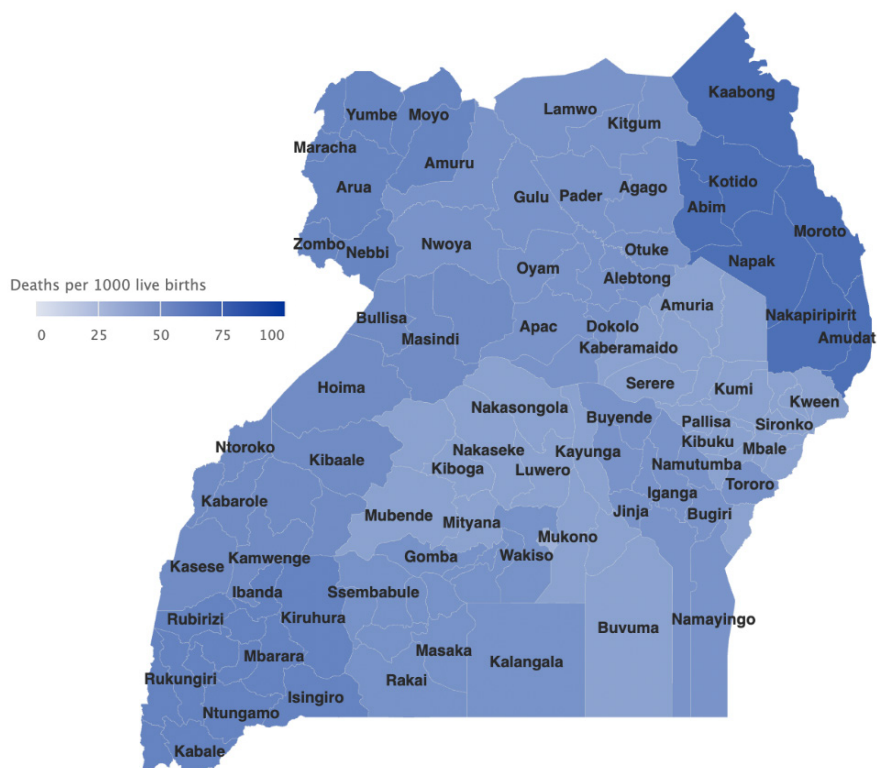 Kaabong
Yumbe Moyo
Lamwo
Kitgum
Maracha
Amuru
Arua
Agago
Kotido
Gulu Pader
Abim
Moroto
Zombo
Nebbi
Nwoya
Otuke
Napak
Oyam
Alebtong
Deaths per 1000 live births
0 25 50 75 100
Amuria
Nakapiripirit
Bullisa
Masindi
Apac
Dokolo
Amudat
Kaberamaido
Hoima
Serere
Kumi
Kween
Nakasongola
Buyende
Pallisa
Sironko
Kibuku
Mbale
Ntoroko
Nakaseke
Kayunga
Kibaale
Kiboga
Luwero
Namutumba
Tororo
Kabarole
Iganga
Mubende
Mityana
Jinja
Bugiri
Mukono
Wakiso
Gomba
Kasese
Kamwenge
Ibanda
Ssembabule
Rubirizi
Kiruhura
Namayingo
Buvuma
Masaka
Mbarara
Kalangala
Rukungiri
Rakai
Isingiro
Ntungamo
Kabale